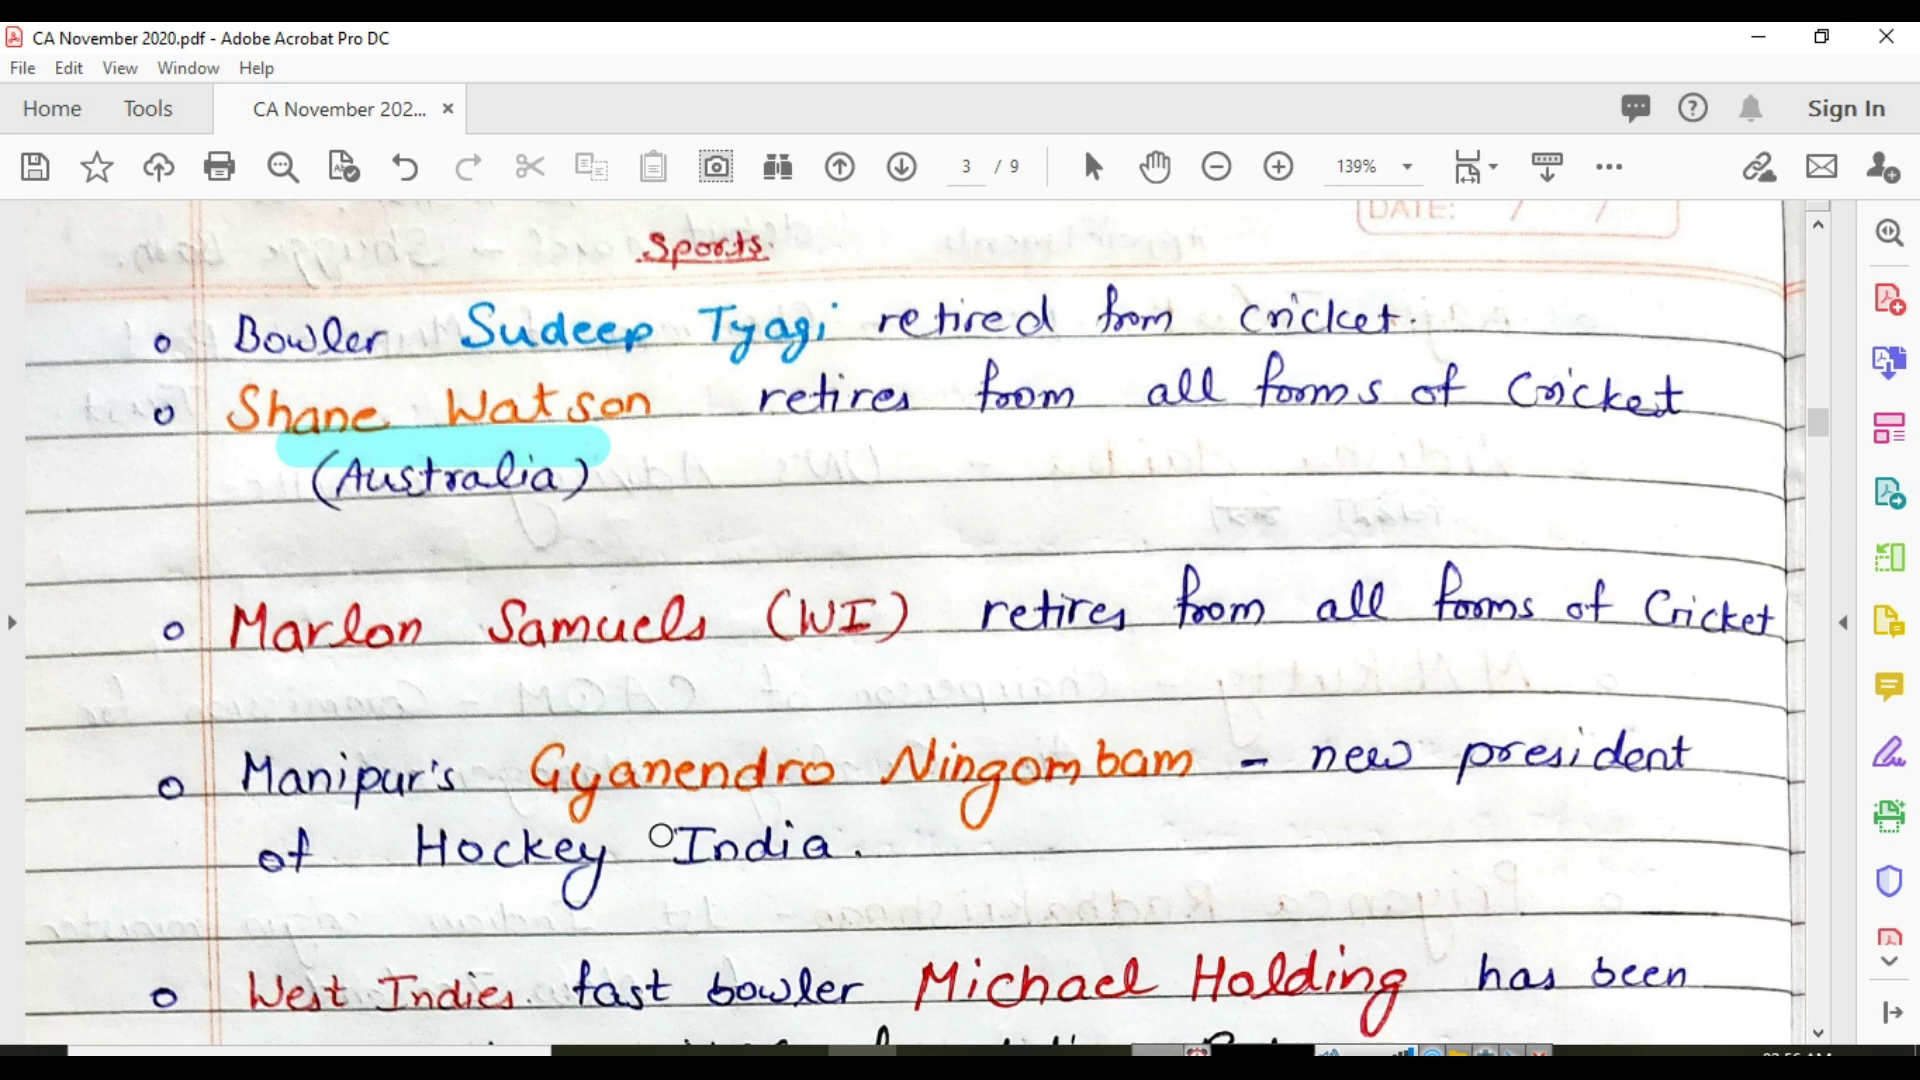 CA November 2020.pdf - Adobe Acrobat Pro DC
File Edit View Window Help
Home Tools CA November 202... × Sign In
3 / 9 139%
DATE: / /
Sports.
Bowler Sudeep Tyagi retired from cricket.
Shane Watson retires from all forms of Cricket
(Australia)
Marlon Samuels (WI) retires from all forms of Cricket
Manipur's Gyanendro Ningombam - new president
of Hockey India.
West Indies fast bowler Michael Holding has been